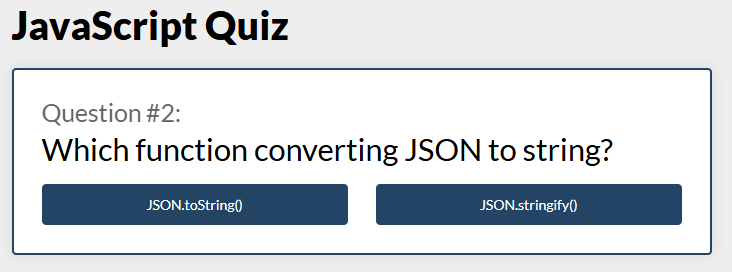 JavaScript Quiz
Question #2:
Which function converting JSON to string?
JSON.toString()
JSON.stringify()